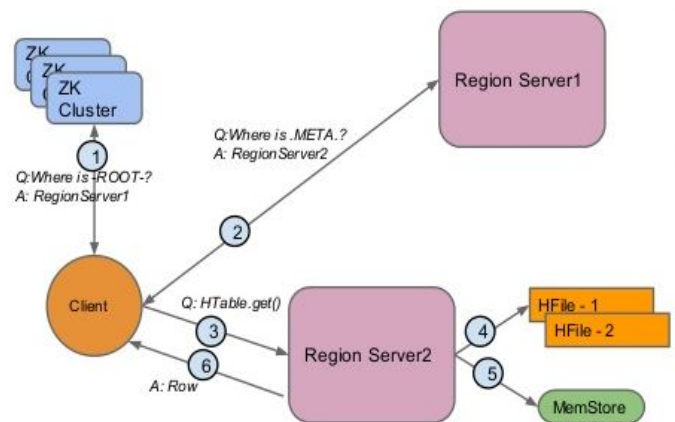 ZK
C
ZK
C
ZK
Cluster
Region Server1
Q:Where is .META.?
A: RegionServer2
1
Q:Where is -ROOT-?
A: RegionServer1
2
Client
Q: HTable.get()
3
6
A: Row
Region Server2
4
HFile - 1
HFile - 2
5
MemStore